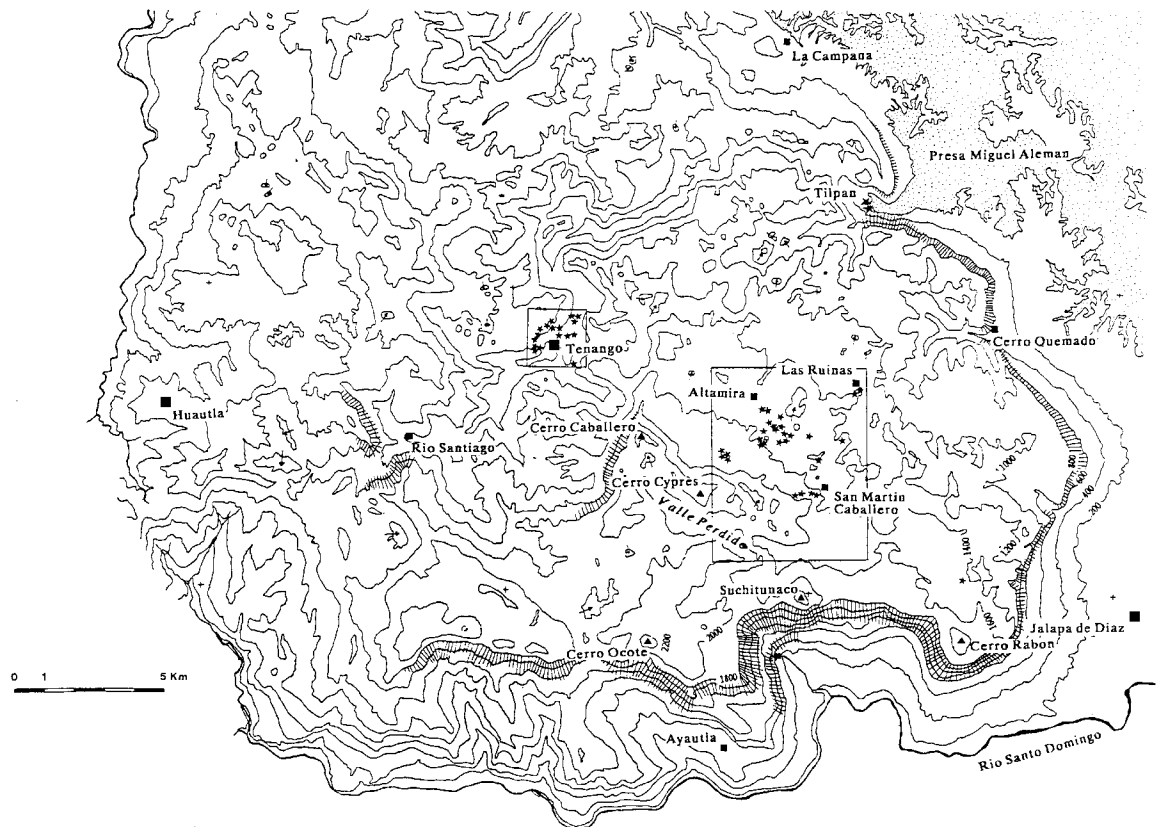 La Campana
Presa Miguel Aleman
Tilpan
Cerro Quemado
Tenango
Las Ruinas
Altamira
Huautla
Cerro Caballero
Rio Santiago
1000
800
600
400
200
Cerro Cyprès
San Martin
Caballero
Valle Perdido
1400
1200
Suchitunaco
1600
Jalapa de Diaz
2000
2200
Cerro Ocote
Cerro Rabon
1800
0 1 5 Km
Ayautla
Rio Santo Domingo